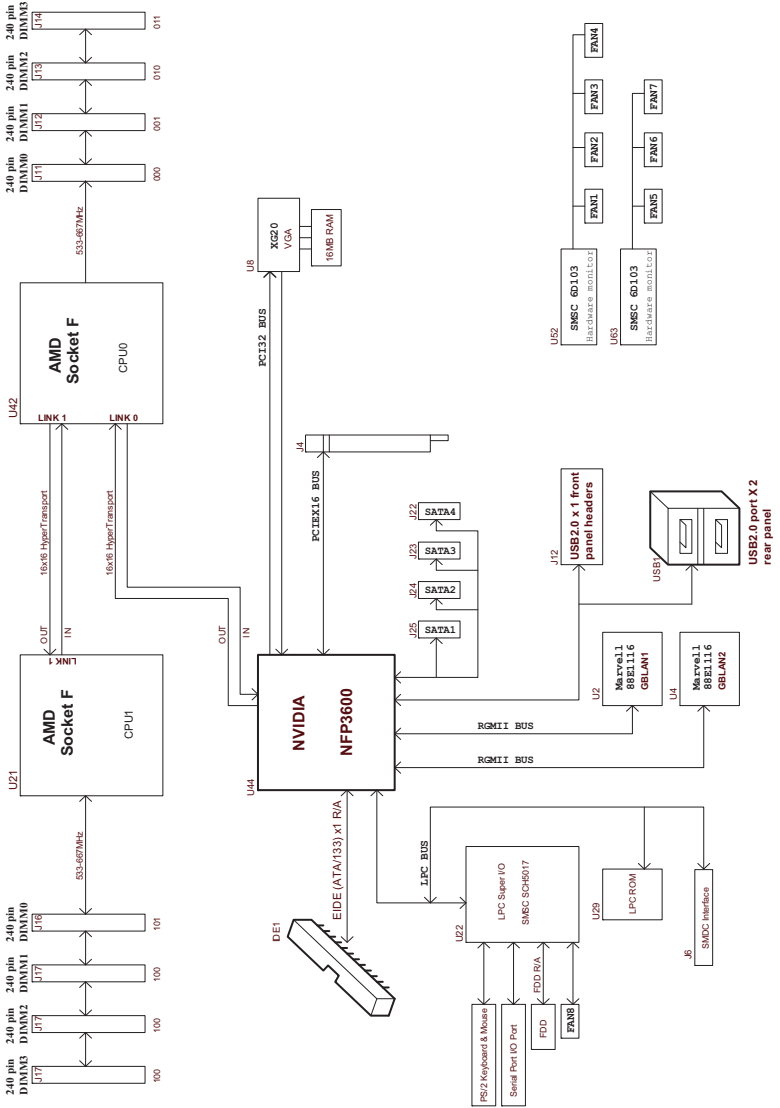 240 pin
DIMM3
J14
011
240 pin
DIMM2
J13
010
240 pin
DIMM1
J12
001
240 pin
DIMM0
J11
000
533-667MHz
U42
AMD
Socket F
CPU0
LINK 1
LINK 0
16x16 HyperTransport
16x16 HyperTransport
OUT
IN
OUT
IN
LINK 1
U21
AMD
Socket F
CPU1
533-667MHz
240 pin
DIMM0
J16
101
240 pin
DIMM1
J17
100
240 pin
DIMM2
J17
100
240 pin
DIMM3
J17
100
U8
XG20
VGA
16MB RAM
PCI32 BUS
J4
PCIEX16 BUS
U44
NVIDIA
NFP3600
J22
SATA4
J23
SATA3
J24
SATA2
J25
SATA1
J12
USB2.0 x 1 front
panel headers
USB1
USB2.0 port X 2
rear panel
U2
Marvell
88E1116
GBLAN1
U4
Marvell
88E1116
GBLAN2
RGMII BUS
RGMII BUS
EIDE (ATA/133) x1 R/A
IDE1
LPC BUS
U22
LPC Super I/O
SMSC SCH5017
U29
LPC ROM
J6
SMDC Interface
PS/2 Keyboard & Mouse
Serial Port I/O Port
FDD R/A
FDD
FAN8
U52
SMSC 6D103
Hardware monitor
FAN1
FAN2
FAN3
FAN4
U63
SMSC 6D103
Hardware monitor
FAN5
FAN6
FAN7